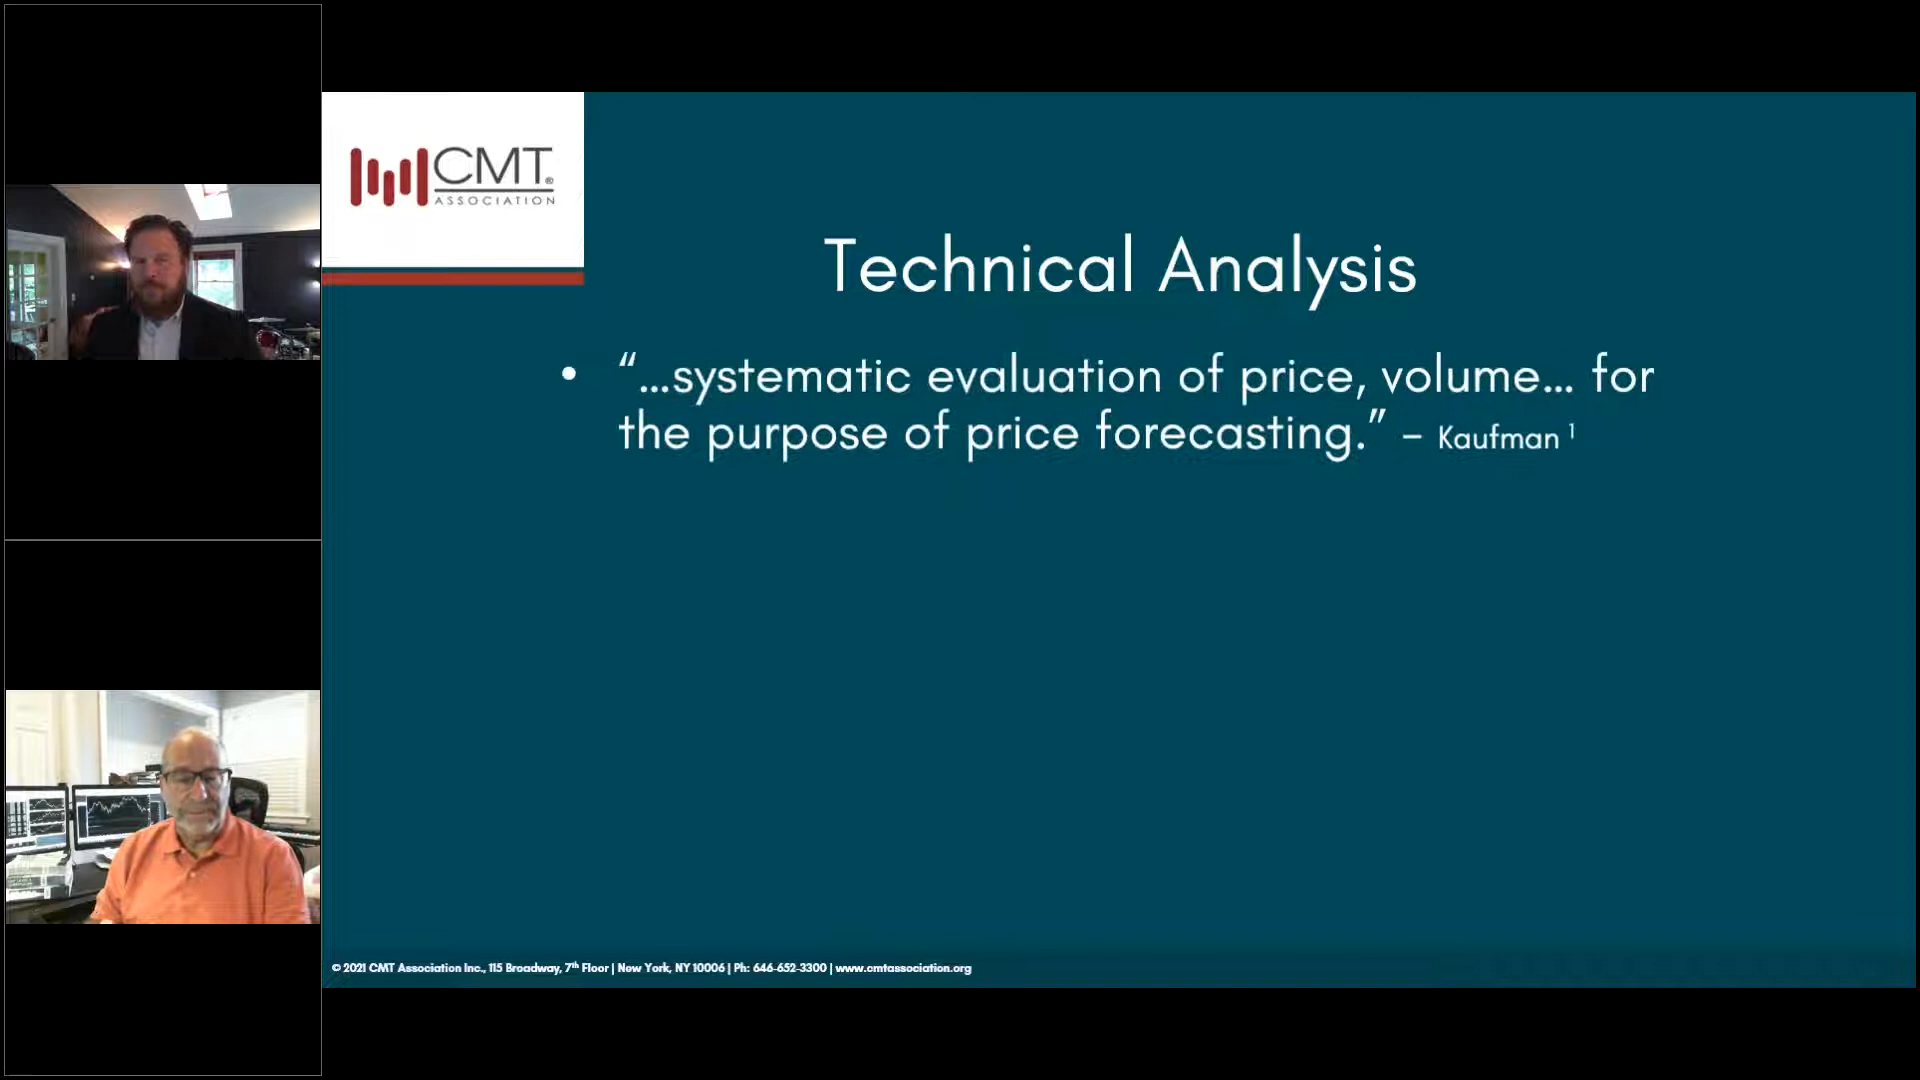 CMT®
ASSOCIATION
Technical Analysis
• “...systematic evaluation of price, volume... for
the purpose of price forecasting.” – Kaufman ¹
© 2021 CMT Association Inc., 115 Broadway, 7th Floor | New York, NY 10006 | Ph: 646-652-3300 | www.cmtassociation.org